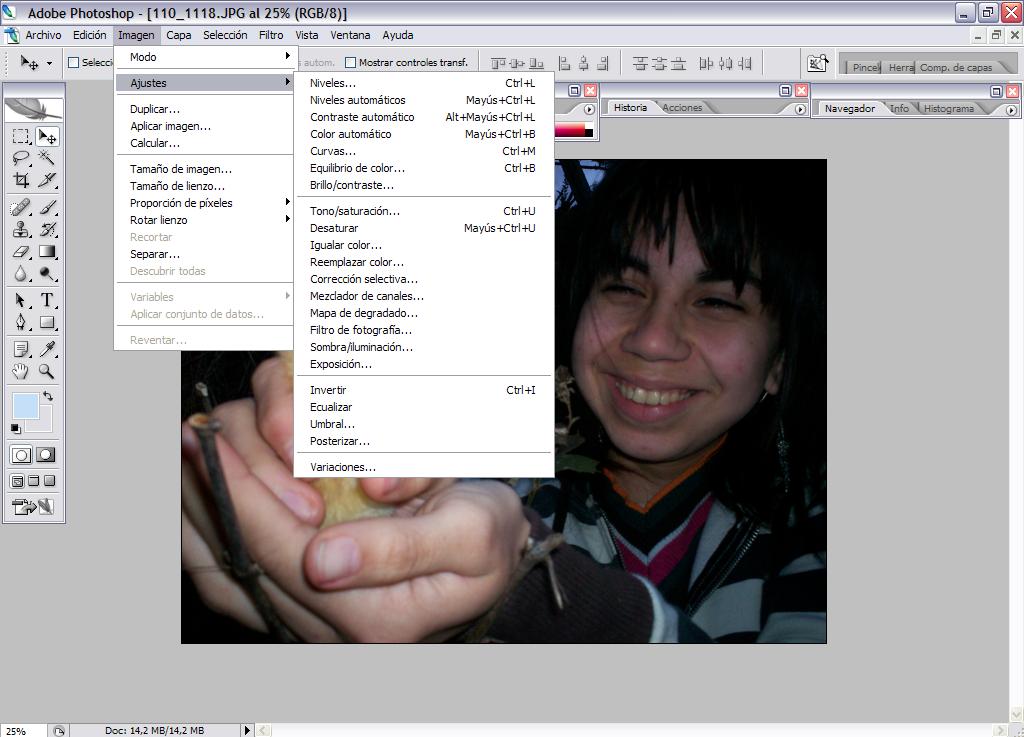 Adobe Photoshop - [110_1118.JPG al 25% (RGB/8)]
Archivo Edición Imagen Capa Selección Filtro Vista Ventana Ayuda
Selecci
autom. Mostrar controles transf.
Pincel Herra Comp. de capas
Modo
Ajustes
Duplicar...
Aplicar imagen...
Calcular...
Tamaño de imagen...
Tamaño de lienzo...
Proporción de píxeles
Rotar lienzo
Recortar
Separar...
Descubrir todas
Variables
Aplicar conjunto de datos...
Reventar...
Niveles... Ctrl+L
Niveles automáticos Mayús+Ctrl+L
Contraste automático Alt+Mayús+Ctrl+L
Color automático Mayús+Ctrl+B
Curvas... Ctrl+M
Equilibrio de color... Ctrl+B
Brillo/contraste...
Tono/saturación... Ctrl+U
Desaturar Mayús+Ctrl+U
Igualar color...
Reemplazar color...
Corrección selectiva...
Mezclador de canales...
Mapa de degradado...
Filtro de fotografía...
Sombra/iluminación...
Exposición...
Invertir Ctrl+I
Ecualizar
Umbral...
Posterizar...
Variaciones...
Historia Acciones
Navegador Info Histograma
T
25% Doc: 14,2 MB/14,2 MB